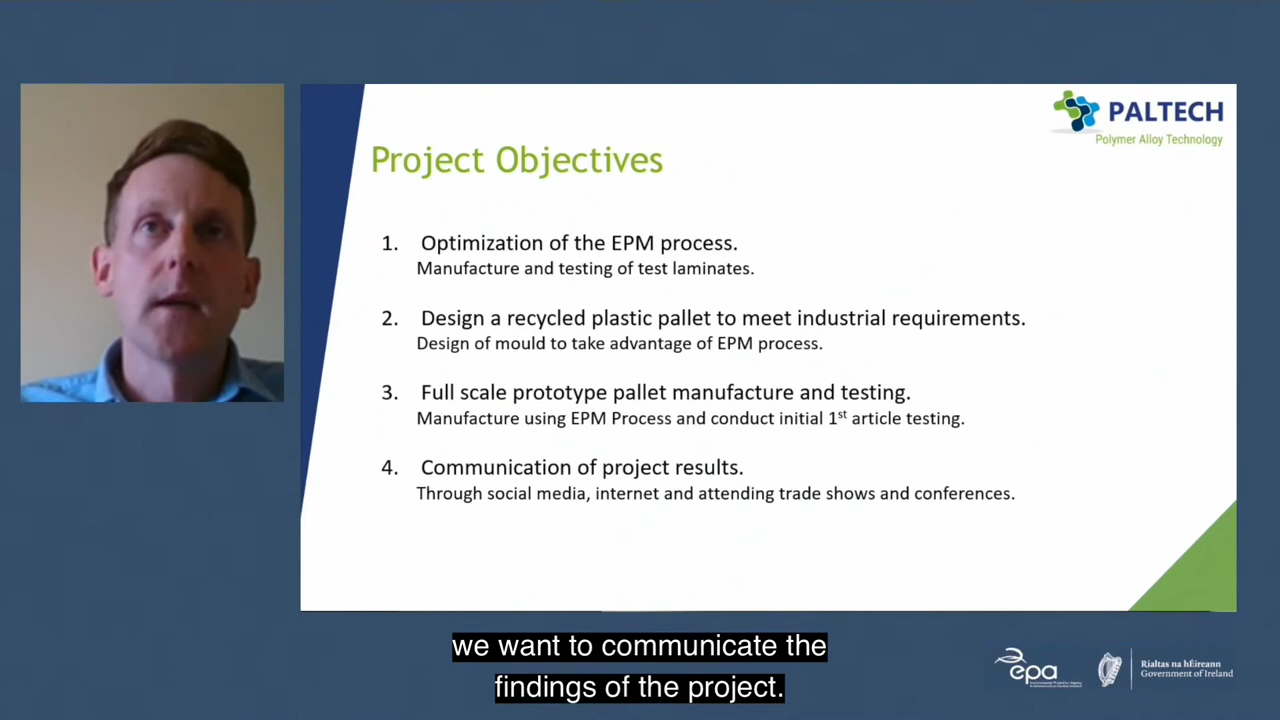 PALTECH
Polymer Alloy Technology
Project Objectives
1. Optimization of the EPM process.
Manufacture and testing of test laminates.
2. Design a recycled plastic pallet to meet industrial requirements.
Design of mould to take advantage of EPM process.
3. Full scale prototype pallet manufacture and testing.
Manufacture using EPM Process and conduct initial 1st article testing.
4. Communication of project results.
Through social media, internet and attending trade shows and conferences.
we want to communicate the
findings of the project.
epa
Rialtas na hÉireann
Government of Ireland